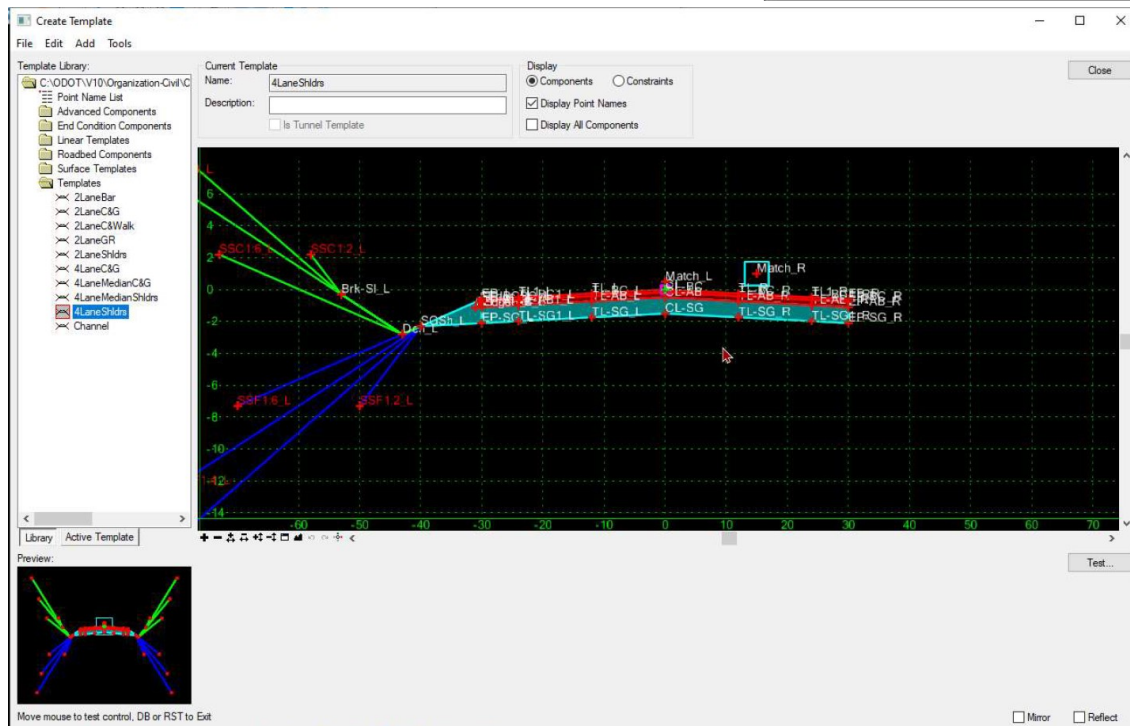 Create Template
File Edit Add Tools
Template Library:
C:\ODOT\V10\Organization-Civil\C
Point Name List
Advanced Components
End Condition Components
Linear Templates
Roadbed Components
Surface Templates
Templates
2LaneBar
2LaneC&G
2LaneC&Walk
2LaneGR
2LaneShldrs
4LaneC&G
4LaneMedianC&G
4LaneMedianShldrs
4LaneShldrs
Channel
Library Active Template
Current Template
Name: 4LaneShldrs
Description:
Is Tunnel Template
Display
Components Constraints
Display Point Names
Display All Components
Close
6
4
2
0
-2
-4
-6
-8
-10
-12
-14
SSC1:6_L SSC1:2_L
Brk-Sl_L
Match_L Match_R
SGSh_L
TL-AB_L CL-AB TL-AB_R
TL-SG1_L TL-SG_L CL-SG TL-SG_R EP-SG_R
SSF1:6_L SSF1:2_L
-60 -50 -40 -30 -20 -10 0 10 20 30 40 50 60 70
Test...
Preview:
Move mouse to test control, DB or RST to Exit
Mirror Reflect